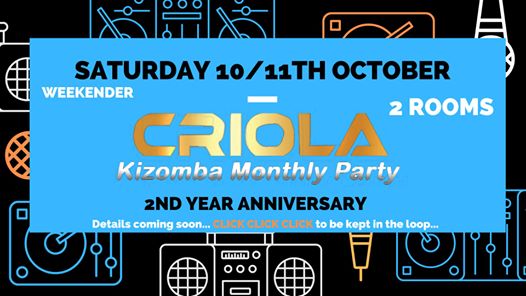 SATURDAY 10/11TH OCTOBER
WEEKENDER
2 ROOMS
CRIOLA
Kizomba Monthly Party
2ND YEAR ANNIVERSARY
Details coming soon... CLICK CLICK CLICK to be kept in the loop...